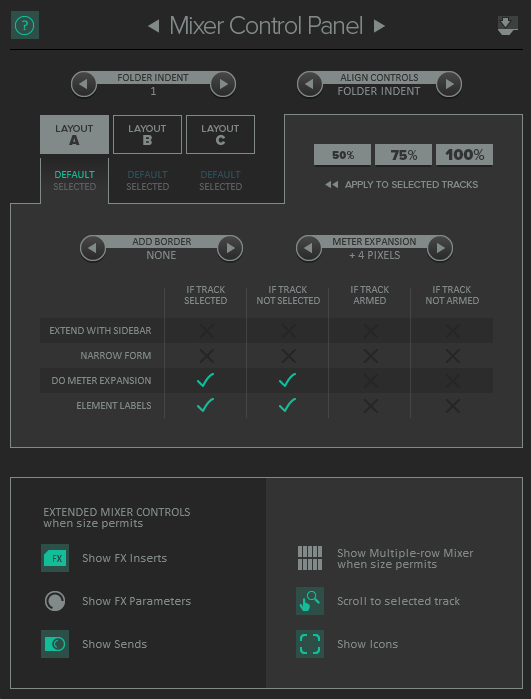 ?
Mixer Control Panel
FOLDER INDENT
1
ALIGN CONTROLS
FOLDER INDENT
LAYOUT
A
LAYOUT
B
LAYOUT
C
DEFAULT
SELECTED
DEFAULT
SELECTED
DEFAULT
SELECTED
50%
75%
100%
APPLY TO SELECTED TRACKS
ADD BORDER
NONE
METER EXPANSION
+ 4 PIXELS
IF TRACK
SELECTED
IF TRACK
NOT SELECTED
IF TRACK
ARMED
IF TRACK
NOT ARMED
EXTEND WITH SIDEBAR
NARROW FORM
DO METER EXPANSION
ELEMENT LABELS
EXTENDED MIXER CONTROLS
when size permits
FX
Show FX Inserts
Show FX Parameters
Show Sends
Show Multiple-row Mixer
when size permits
Scroll to selected track
Show Icons